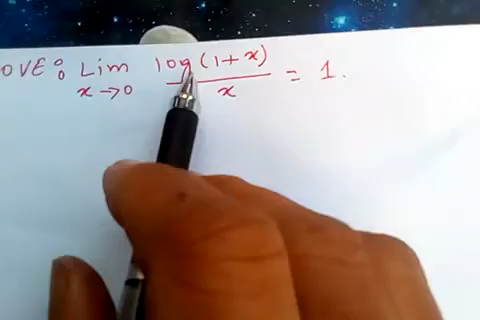 OVE: Lim log(1+x)/x = 1.
x→0